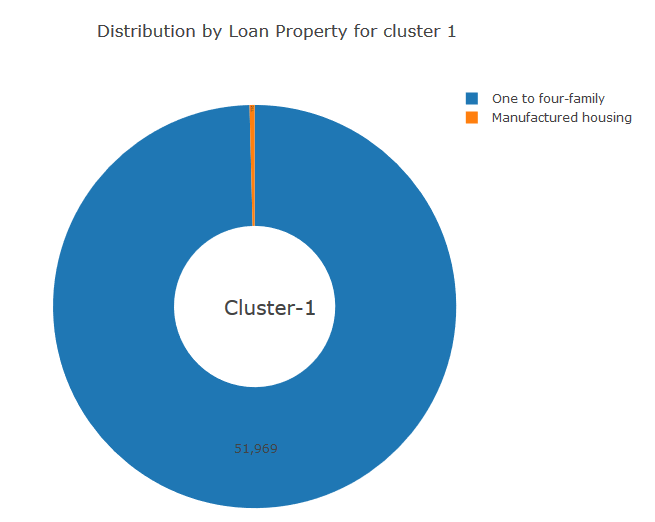 Distribution by Loan Property for cluster 1
One to four-family
Manufactured housing
Cluster-1
51,969